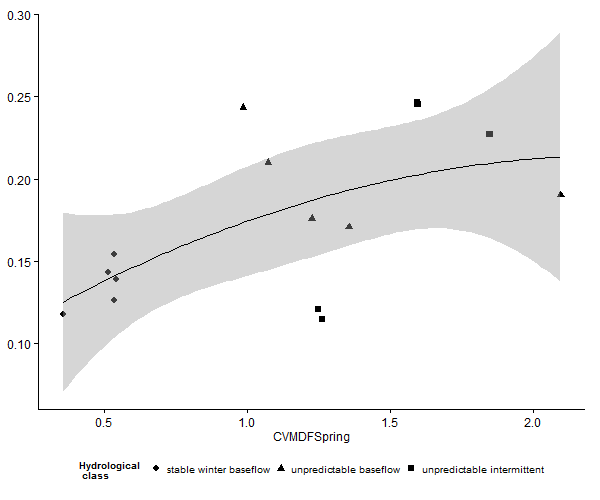 0.30
0.25
0.20
0.15
0.10
0.5 1.0 1.5 2.0
CVMDFSpring
Hydrological
class
stable winter baseflow unpredictable baseflow unpredictable intermittent